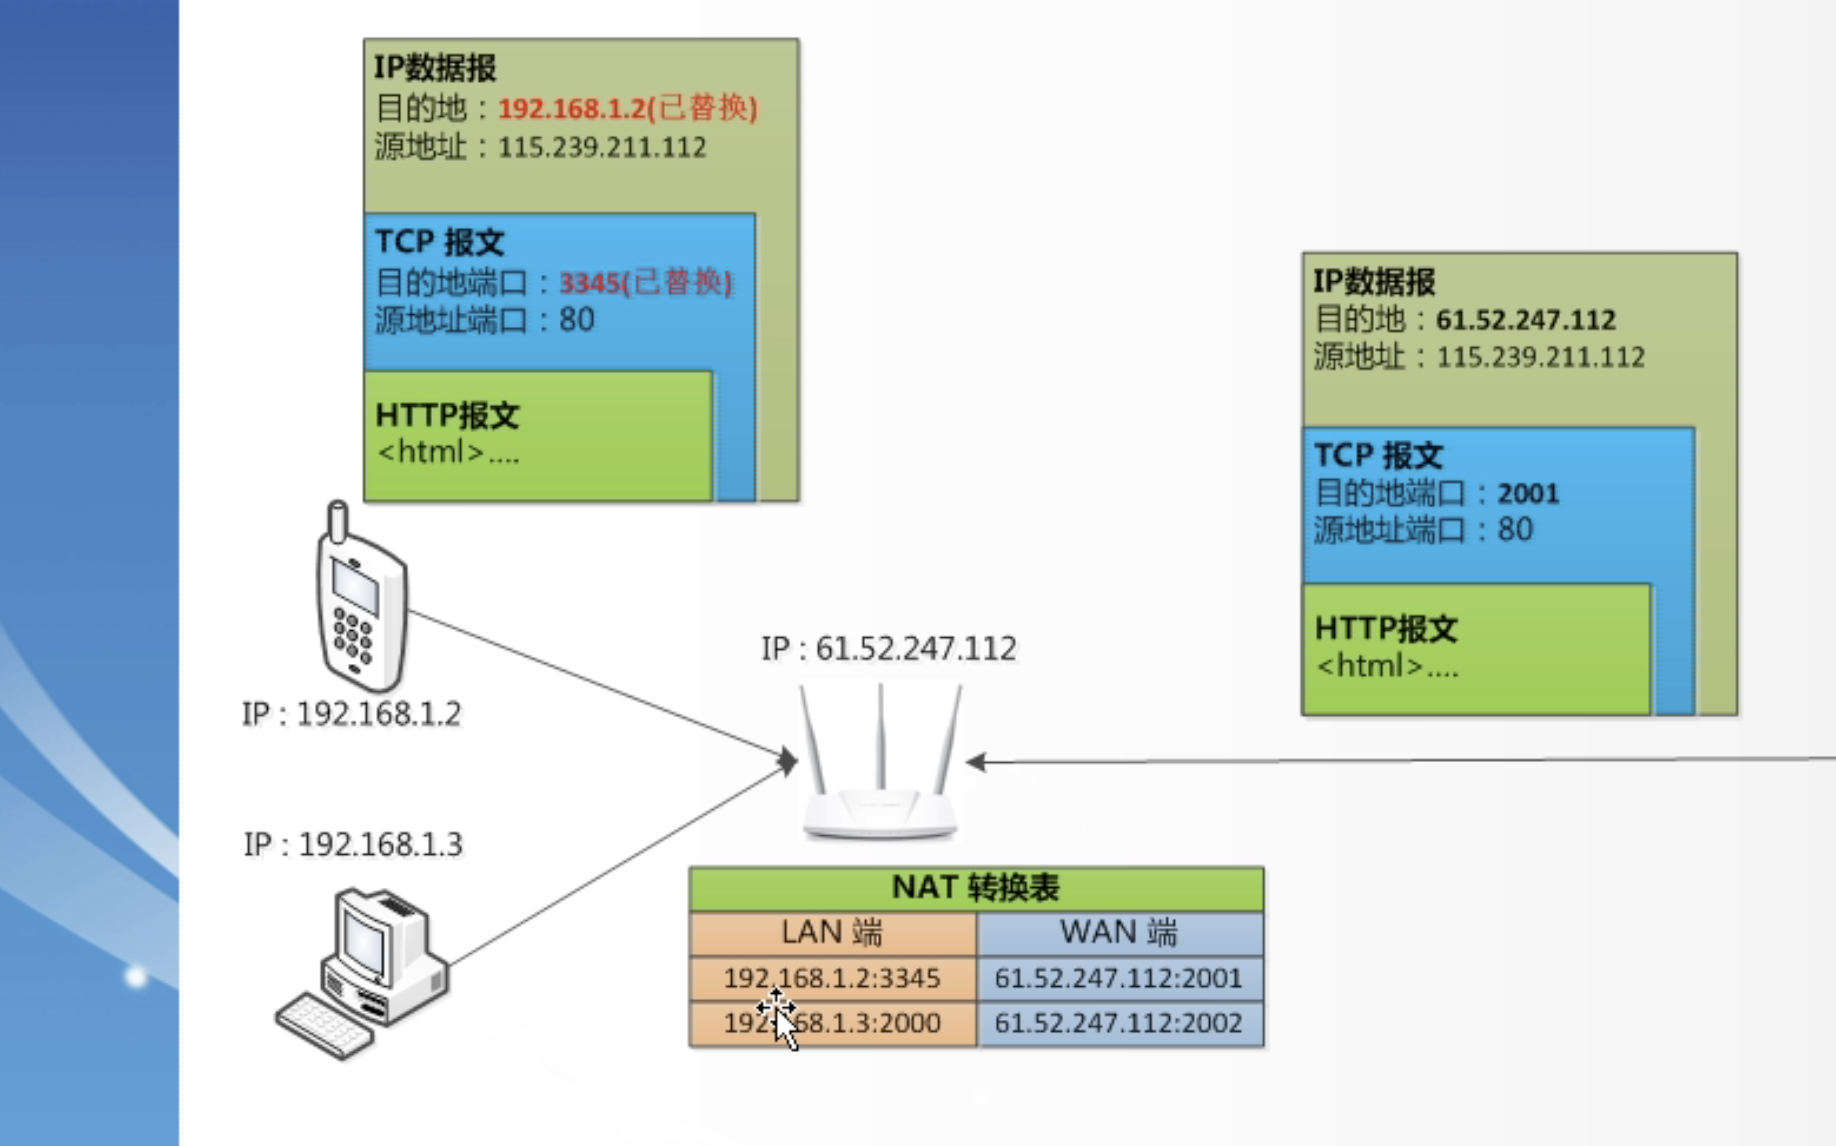 IP数据报
目的地：192.168.1.2(已替换)
源地址：115.239.211.112
TCP 报文
目的地端口：3345(已替换)
源地址端口：80
HTTP报文
<html>....
IP数据报
目的地：61.52.247.112
源地址：115.239.211.112
TCP 报文
目的地端口：2001
源地址端口：80
HTTP报文
<html>....
IP : 61.52.247.112
IP : 192.168.1.2
IP : 192.168.1.3
NAT 转换表
LAN 端 WAN 端
192.168.1.2:3345 61.52.247.112:2001
192.168.1.3:2000 61.52.247.112:2002